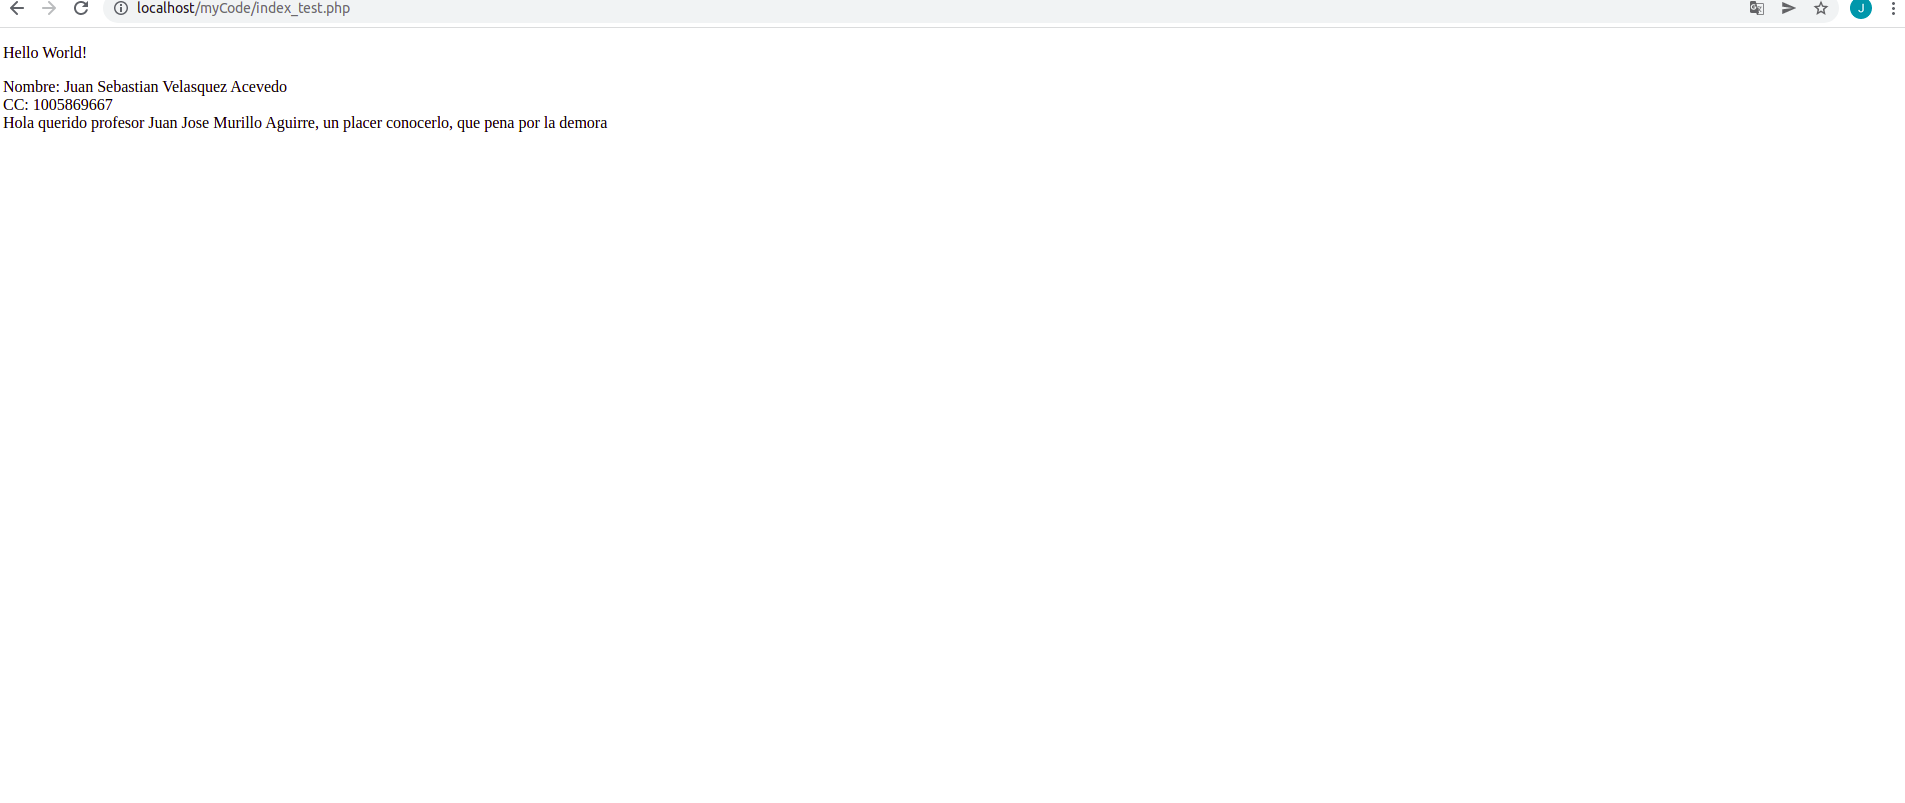 localhost/myCode/index_test.php
J
Hello World!
Nombre: Juan Sebastian Velasquez Acevedo
CC: 1005869667
Hola querido profesor Juan Jose Murillo Aguirre, un placer conocerlo, que pena por la demora